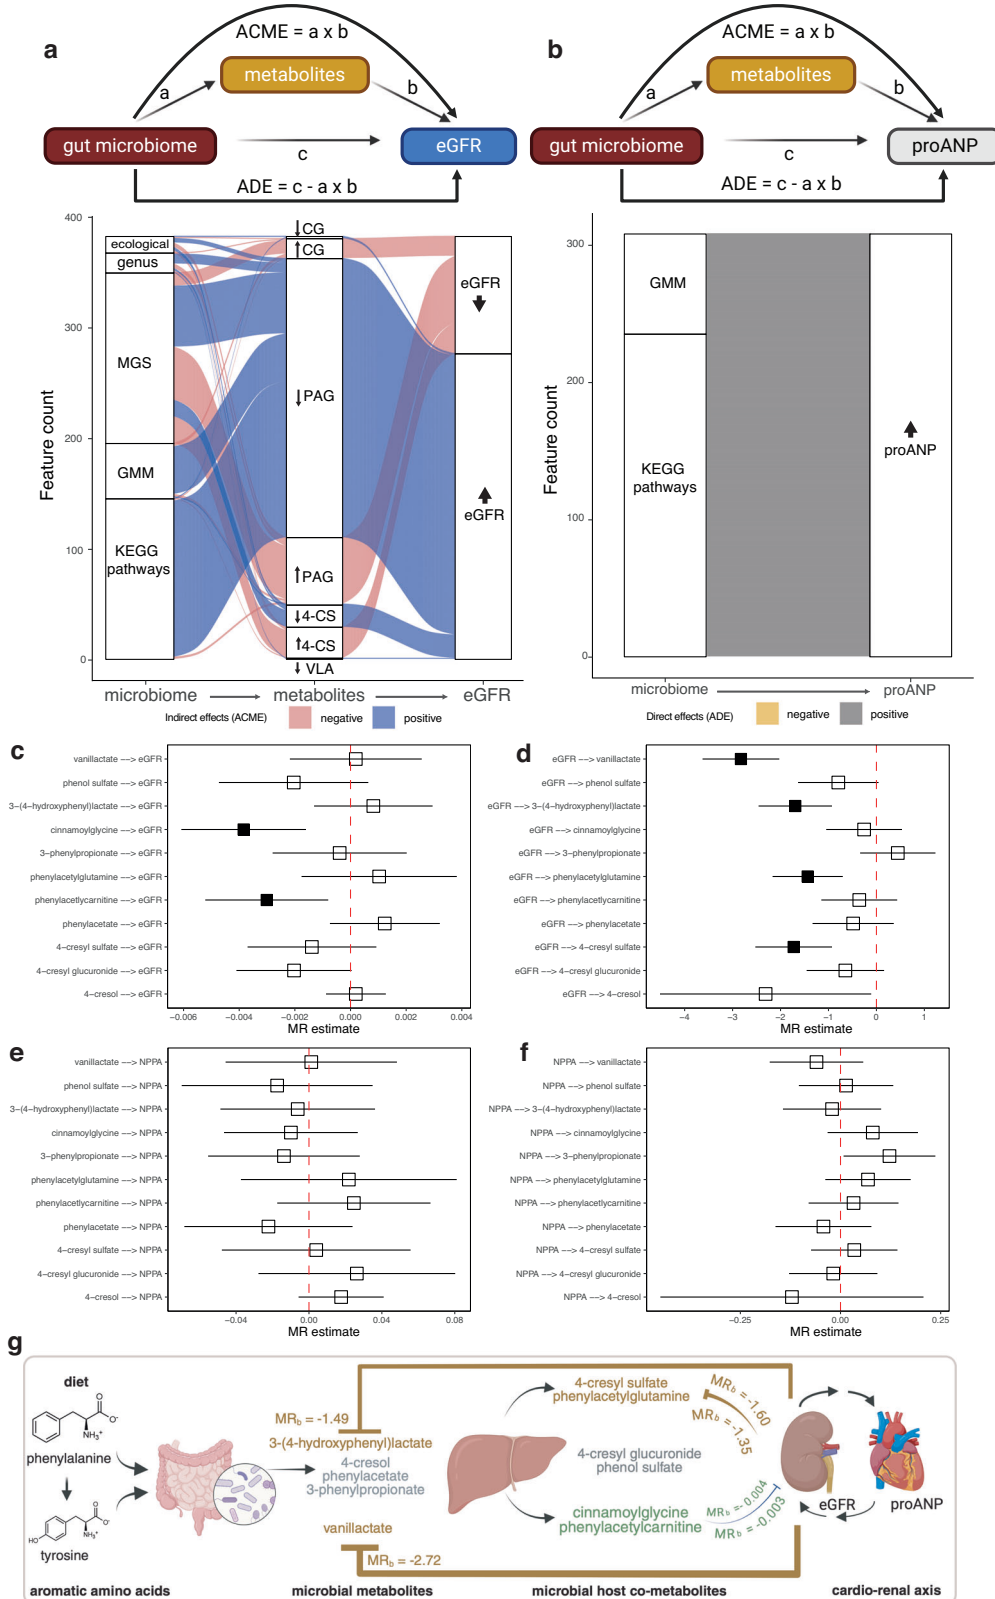 a
ACME = a x b
metabolites
a
b
gut microbiome
eGFR
c
ADE = c - a x b
400
300
200
100
0
Feature count
ecological
genus
MGS
GMM
KEGG
pathways
↓CG
↑CG
↓PAG
↑PAG
↓4-CS
↑4-CS
↓VLA
eGFR
eGFR
microbiome
metabolites
eGFR
Indirect effects (ACME)
negative
positive
b
ACME = a x b
metabolites
a
b
gut microbiome
proANP
c
ADE = c - a x b
300
200
100
0
Feature count
GMM
KEGG
pathways
proANP
microbiome
proANP
Direct effects (ADE)
negative
positive
c
vanillactate −−> eGFR
phenol sulfate −−> eGFR
3−(4−hydroxyphenyl)lactate −−> eGFR
cinnamoylglycine −−> eGFR
3−phenylpropionate −−> eGFR
phenylacetylglutamine −−> eGFR
phenylacetlycarnitine −−> eGFR
phenylacetate −−> eGFR
4−cresyl sulfate −−> eGFR
4−cresyl glucuronide −−> eGFR
4−cresol −−> eGFR
−0.006 −0.004 −0.002 0.000 0.002 0.004
MR estimate
d
eGFR −−> vanillactate
eGFR −−> phenol sulfate
eGFR −−> 3−(4−hydroxyphenyl)lactate
eGFR −−> cinnamoylglycine
eGFR −−> 3−phenylpropionate
eGFR −−> phenylacetylglutamine
eGFR −−> phenylacetlycarnitine
eGFR −−> phenylacetate
eGFR −−> 4−cresyl sulfate
eGFR −−> 4−cresyl glucuronide
eGFR −−> 4−cresol
−4 −3 −2 −1 0 1
MR estimate
e
vanillactate −−> NPPA
phenol sulfate −−> NPPA
3−(4−hydroxyphenyl)lactate −−> NPPA
cinnamoylglycine −−> NPPA
3−phenylpropionate −−> NPPA
phenylacetylglutamine −−> NPPA
phenylacetlycarnitine −−> NPPA
phenylacetate −−> NPPA
4−cresyl sulfate −−> NPPA
4−cresyl glucuronide −−> NPPA
4−cresol −−> NPPA
−0.04 0.00 0.04 0.08
MR estimate
f
NPPA −−> vanillactate
NPPA −−> phenol sulfate
NPPA −−> 3−(4−hydroxyphenyl)lactate
NPPA −−> cinnamoylglycine
NPPA −−> 3−phenylpropionate
NPPA −−> phenylacetylglutamine
NPPA −−> phenylacetlycarnitine
NPPA −−> phenylacetate
NPPA −−> 4−cresyl sulfate
NPPA −−> 4−cresyl glucuronide
NPPA −−> 4−cresol
−0.25 0.00 0.25
MR estimate
g
diet
O
O-
NH₃⁺
phenylalanine
O
O-
NH₃⁺
HO
tyrosine
aromatic amino acids
MRb = -1.49
3-(4-hydroxyphenyl)lactate
4-cresol
phenylacetate
3-phenylpropionate
vanillactate
MRb = -2.72
microbial metabolites
4-cresyl sulfate
phenylacetylglutamine
MRb = -1.60
MRb = -1.35
4-cresyl glucuronide
phenol sulfate
cinnamoylglycine
phenylacetylcarnitine
MRb = -0.004
MRb = -0.003
microbial host co-metabolites
eGFR
proANP
cardio-renal axis